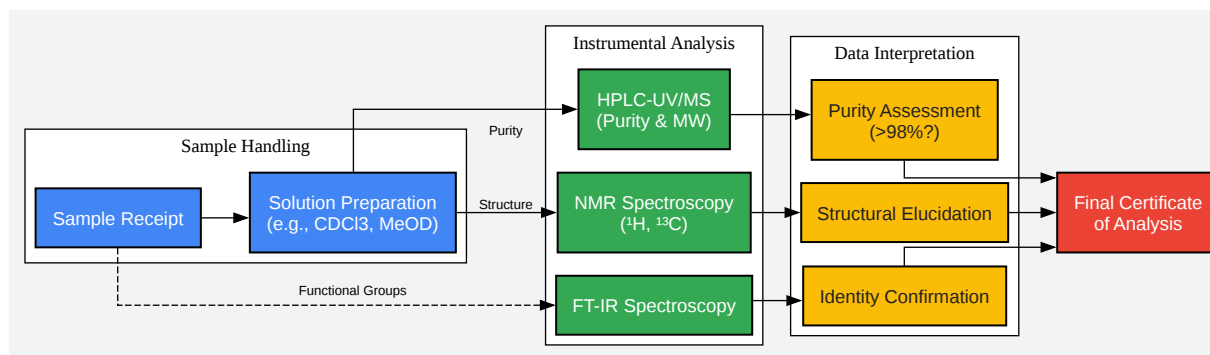 Instrumental Analysis
Data Interpretation
Sample Handling
Sample Receipt
Solution Preparation
(e.g., CDCl3, MeOD)
Purity
Structure
Functional Groups
HPLC-UV/MS
(Purity & MW)
NMR Spectroscopy
(¹H, ¹³C)
FT-IR Spectroscopy
Purity Assessment
(>98%?)
Structural Elucidation
Identity Confirmation
Final Certificate
of Analysis